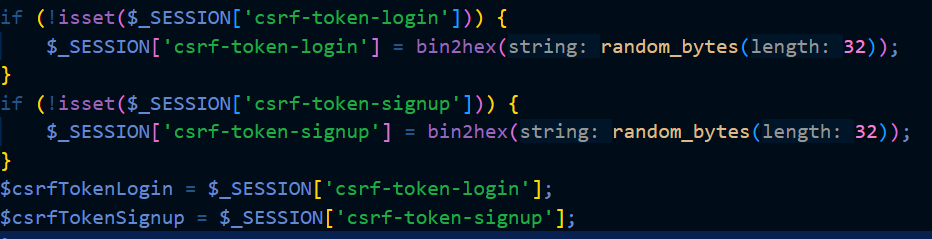 if (!isset($_SESSION['csrf-token-login'])) {
    $_SESSION['csrf-token-login'] = bin2hex(string: random_bytes(length: 32));
}
if (!isset($_SESSION['csrf-token-signup'])) {
    $_SESSION['csrf-token-signup'] = bin2hex(string: random_bytes(length: 32));
}
$csrfTokenLogin = $_SESSION['csrf-token-login'];
$csrfTokenSignup = $_SESSION['csrf-token-signup'];